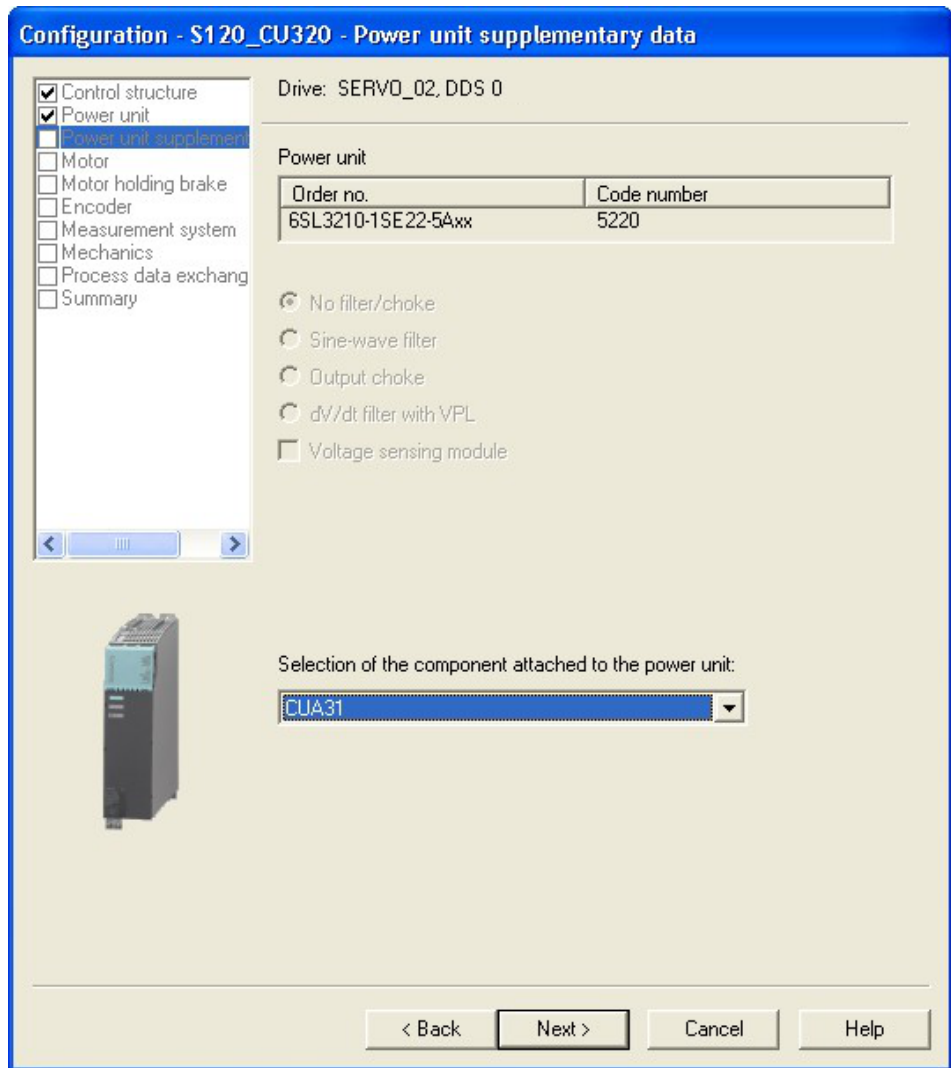 Configuration - S120_CU320 - Power unit supplementary data
Control structure
Power unit
Power unit supplement
Motor
Motor holding brake
Encoder
Measurement system
Mechanics
Process data exchang
Summary
Drive: SERVO_02, DDS 0
Power unit
Order no. Code number
6SL3210-1SE22-5Axx 5220
No filter/choke
Sine-wave filter
Output choke
dV/dt filter with VPL
Voltage sensing module
Selection of the component attached to the power unit:
CUA31
< Back Next > Cancel Help